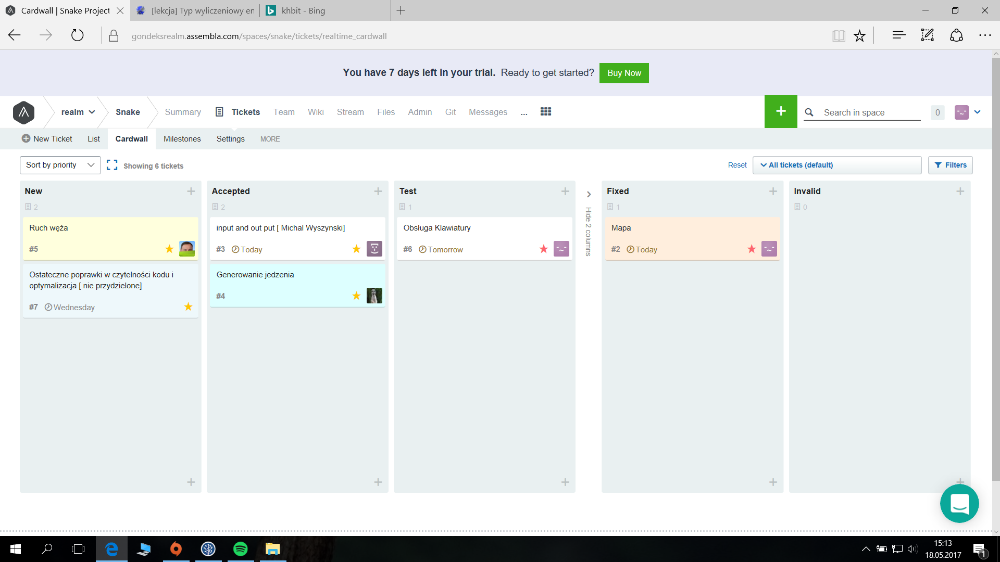 Cardwall | Snake Project
[lekcja] Typ wyliczeniowy en
khbit - Bing
gondeksrealm.assembla.com/spaces/snake/tickets/realtime_cardwall
You have 7 days left in your trial. Ready to get started? Buy Now
realm
Snake
Summary
Tickets
Team
Wiki
Stream
Files
Admin
Git
Messages
...
Search in space
0
New Ticket
List
Cardwall
Milestones
Settings
MORE
Sort by priority
Showing 6 tickets
Reset
All tickets (default)
Filters
New
2
Ruch węża
#5
Ostateczne poprawki w czytelności kodu i
optymalizacja [ nie przydzielone]
#7 Wednesday
Accepted
2
input and out put [ Michal Wyszynski]
#3 Today
Generowanie jedzenia
#4
Test
1
Obsługa Klawiatury
#6 Tomorrow
Hide 2 columns
Fixed
1
Mapa
#2 Today
Invalid
0
15:13
18.05.2017
1